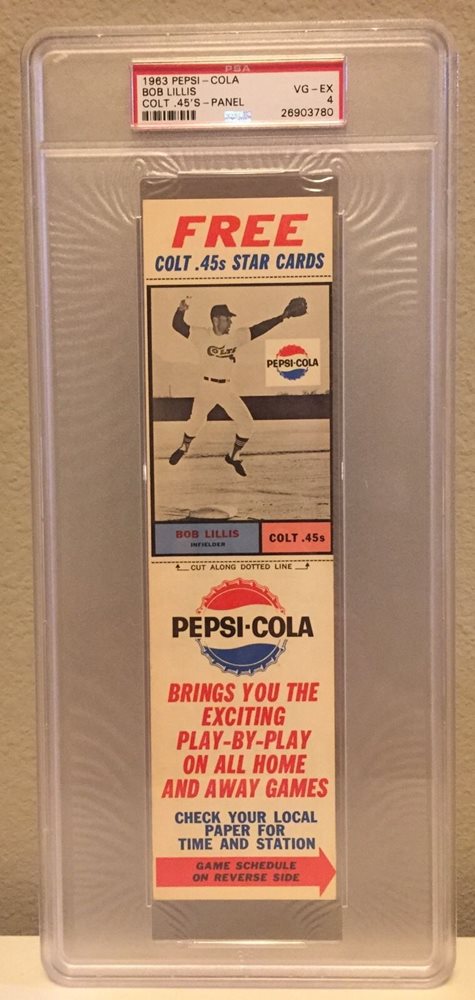 PSA
1963 PEPSI-COLA
BOB LILLIS VG-EX
COLT .45'S-PANEL 4
26903780
FREE
COLT .45s STAR CARDS
COLTS
PEPSI-COLA
BOB LILLIS
INFIELDER
COLT .45s
CUT ALONG DOTTED LINE
PEPSI-COLA
BRINGS YOU THE
EXCITING
PLAY-BY-PLAY
ON ALL HOME
AND AWAY GAMES
CHECK YOUR LOCAL
PAPER FOR
TIME AND STATION
GAME SCHEDULE
ON REVERSE SIDE